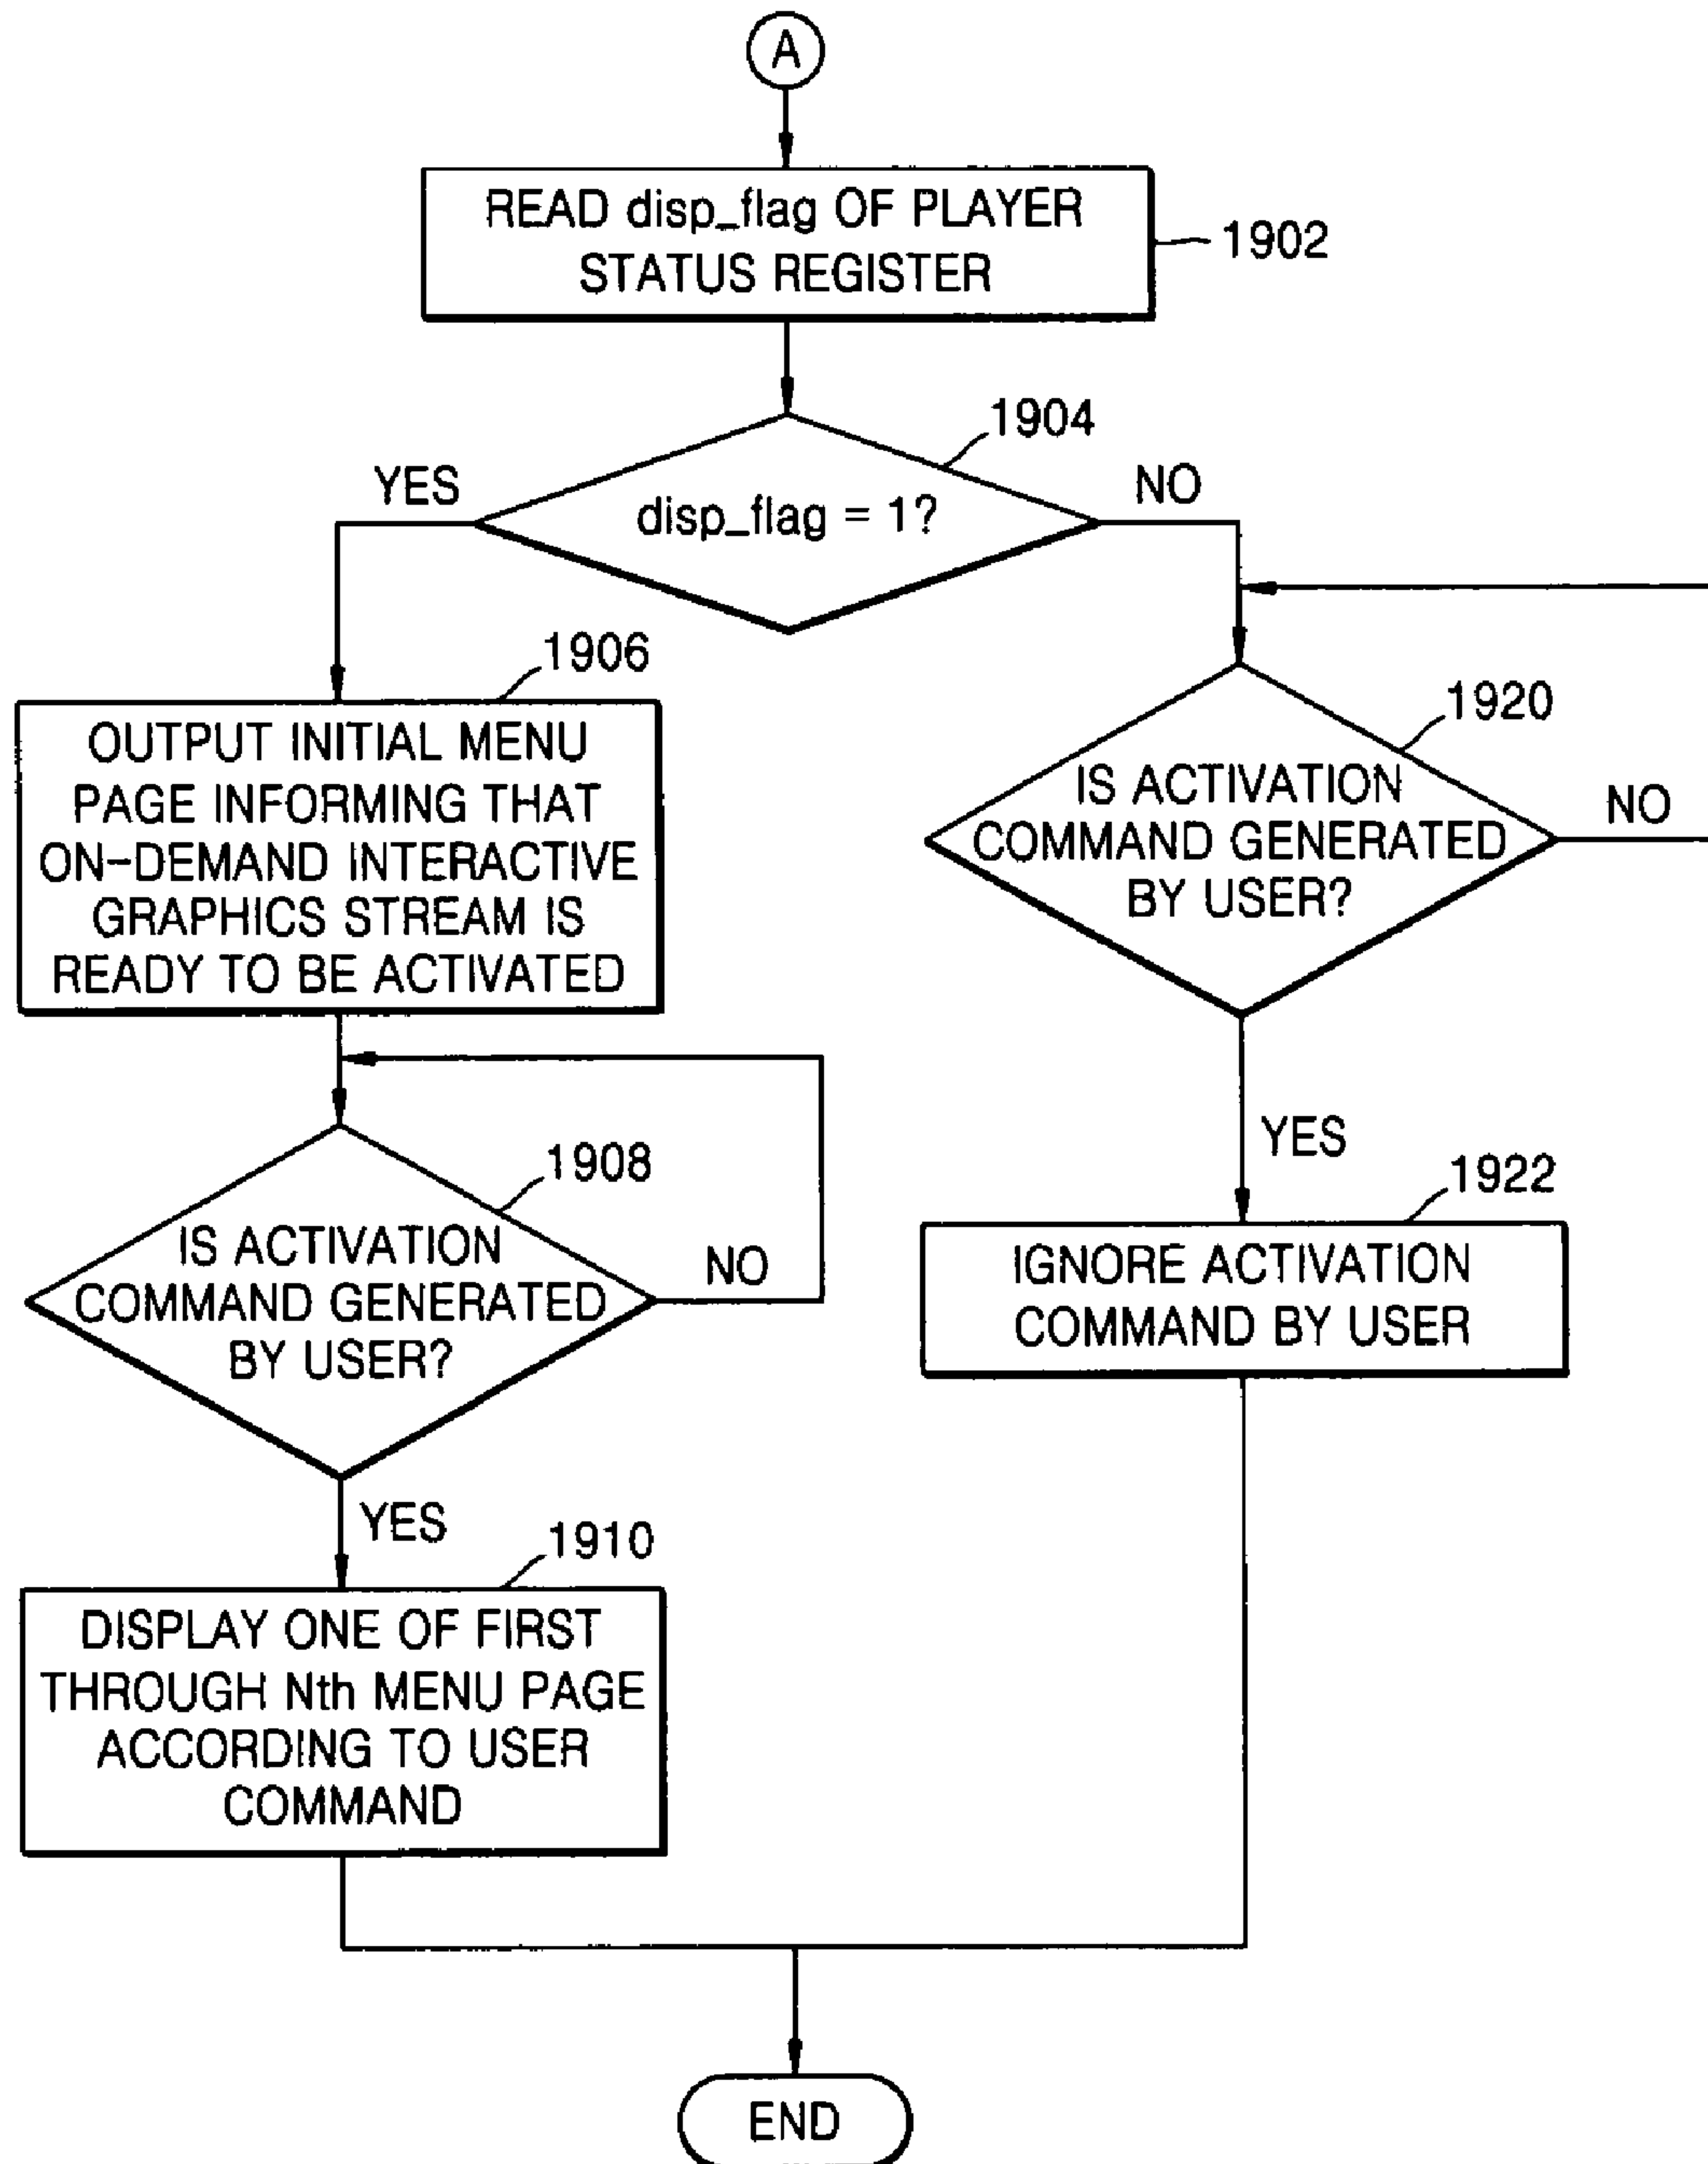 A
READ disp_flag OF PLAYER
STATUS REGISTER
1902
1904
YES
NO
disp_flag = 1?
1906
OUTPUT INITIAL MENU
PAGE INFORMING THAT
ON-DEMAND INTERACTIVE
GRAPHICS STREAM IS
READY TO BE ACTIVATED
1920
IS ACTIVATION
COMMAND GENERATED
BY USER?
NO
1908
IS ACTIVATION
COMMAND GENERATED
BY USER?
NO
YES
1922
IGNORE ACTIVATION
COMMAND BY USER
YES
1910
DISPLAY ONE OF FIRST
THROUGH Nth MENU PAGE
ACCORDING TO USER
COMMAND
END